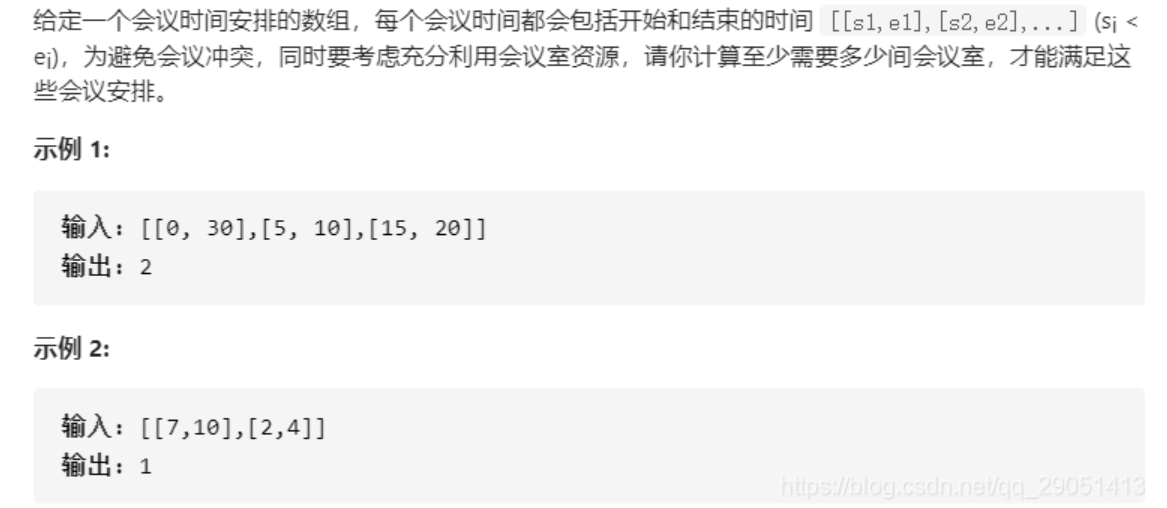 给定一个会议时间安排的数组，每个会议时间都会包括开始和结束的时间 [[s1,e1],[s2,e2],...] (si <
ei)，为避免会议冲突，同时要考虑充分利用会议室资源，请你计算至少需要多少间会议室，才能满足这
些会议安排。
示例 1:
输入: [[0, 30],[5, 10],[15, 20]]
输出: 2
示例 2:
输入: [[7,10],[2,4]]
输出: 1
https://blog.csdn.net/qq_29051413